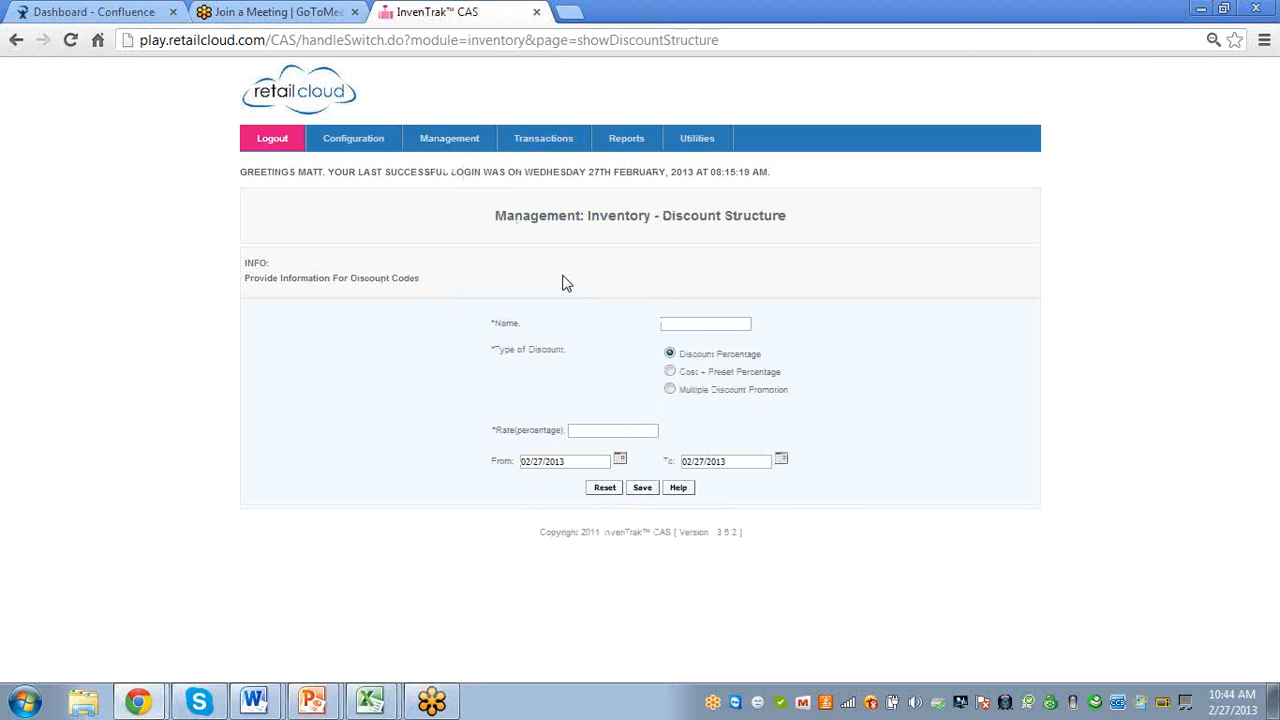 Dashboard - Confluence
Join a Meeting | GoToMee
InvenTrak™ CAS
play.retailcloud.com/CAS/handleSwitch.do?module=inventory&page=showDiscountStructure
retailcloud
Logout
Configuration
Management
Transactions
Reports
Utilities
GREETINGS MATT. YOUR LAST SUCCESSFUL LOGIN WAS ON WEDNESDAY 27TH FEBRUARY, 2013 AT 08:15:19 AM.
Management: Inventory - Discount Structure
INFO:
Provide Information For Discount Codes
*Name.
*Type of Discount.
Discount Percentage
Cost + Preset Percentage
Multiple Discount Promotion
*Rate(percentage).
From: 02/27/2013
To: 02/27/2013
Reset
Save
Help
Copyright 2011 InvenTrak™ CAS [ Version 3.6.2 ]
10:44 AM
2/27/2013